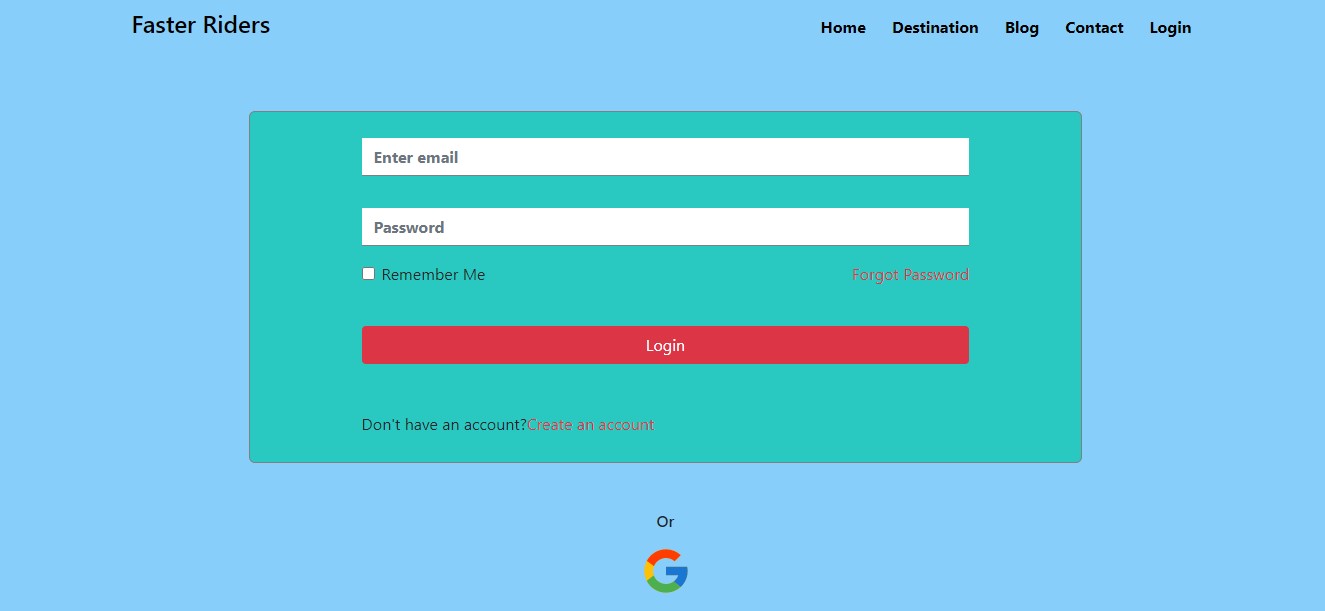 Faster Riders
Home Destination Blog Contact Login
Enter email
Password
Remember Me Forgot Password
Login
Don't have an account?Create an account
Or